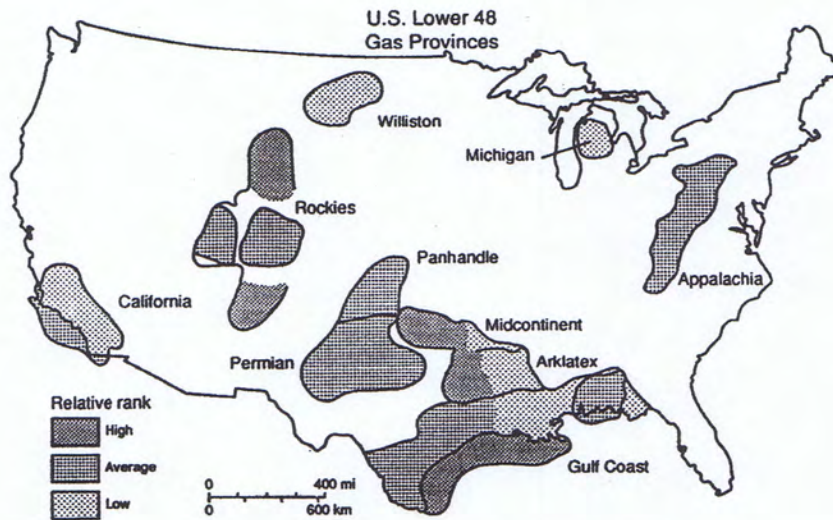 U.S. Lower 48
Gas Provinces
Williston
Michigan
Rockies
Panhandle
Appalachia
California
Midcontinent
Permian
Arklatex
Relative rank
High
Gulf Coast
Average
0 400 mi
Low
0 600 km